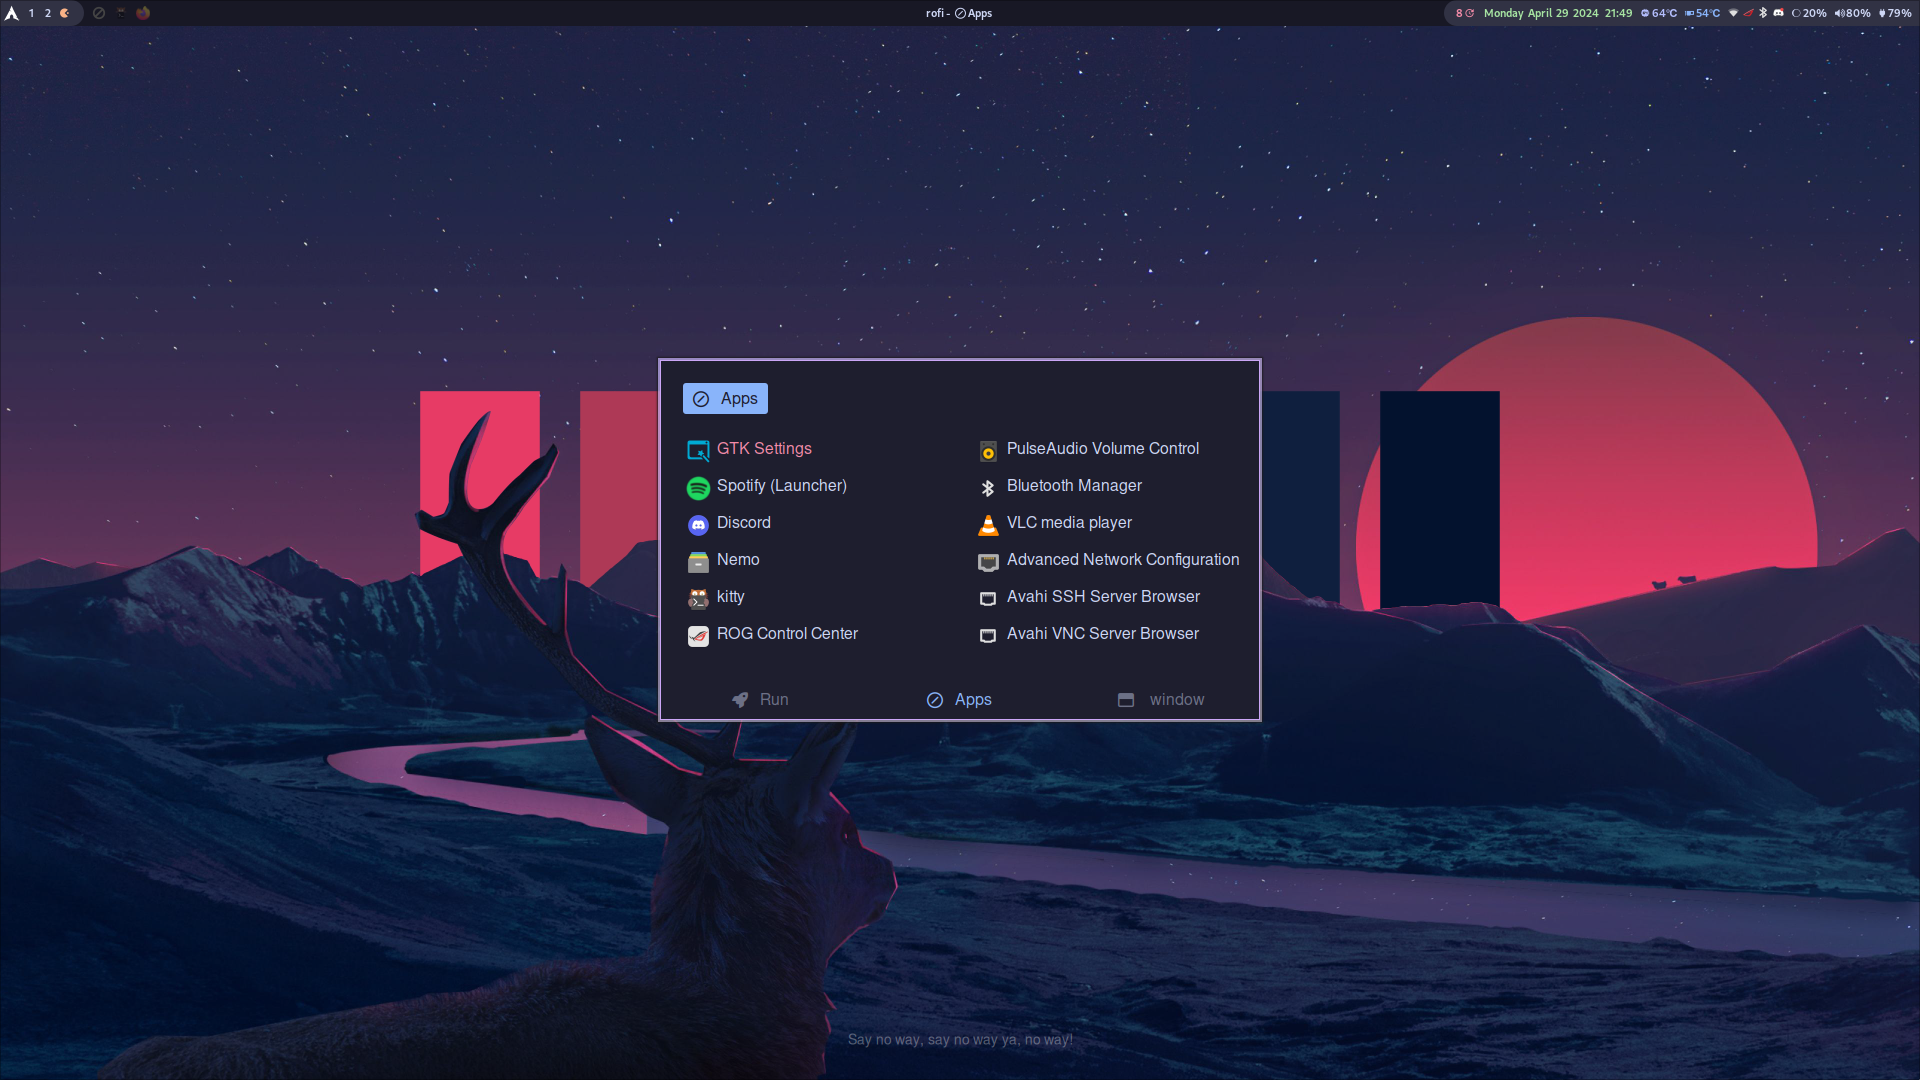 1 2
rofi - Apps
8 Monday April 29 2024 21:49 64°C 54°C 20% 80% 79%
Apps
GTK Settings
Spotify (Launcher)
Discord
Nemo
kitty
ROG Control Center
PulseAudio Volume Control
Bluetooth Manager
VLC media player
Advanced Network Configuration
Avahi SSH Server Browser
Avahi VNC Server Browser
Run Apps window
Say no way, say no way ya, no way!